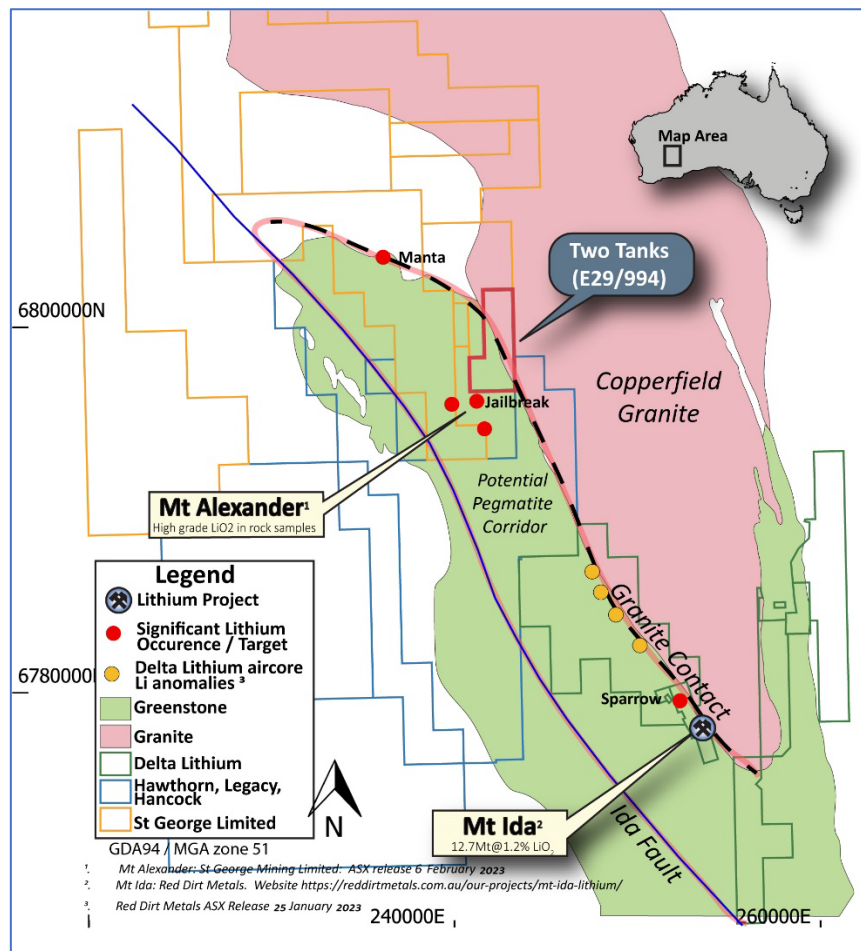 Map Area
Two Tanks
(E29/994)
Manta
6800000N
Copperfield
Granite
Jailbreak
Potential
Pegmatite
Corridor
Mt Alexander¹
High grade LiO2 in rock samples
Legend
Lithium Project
Significant Lithium
Occurence / Target
Delta Lithium aircore
Li anomalies ³
Greenstone
Granite
Delta Lithium
Hawthorn, Legacy,
Hancock
St George Limited
6780000N
Granite Contact
Sparrow
Mt Ida²
12.7Mt@1.2% LiO₂
Ida Fault
N
GDA94 / MGA zone 51
¹. Mt Alexander: St George Mining Limited: ASX release 6 February 2023
². Mt Ida: Red Dirt Metals. Website https://reddirtmetals.com.au/our-projects/mt-ida-lithium/
³. Red Dirt Metals ASX Release 25 January 2023
240000E
260000E